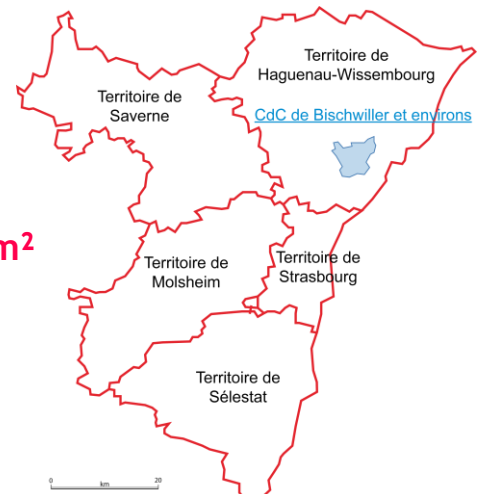 Territoire de
Haguenau-Wissembourg
Territoire de
Saverne
CdC de Bischwiller et environs
m²
Territoire de
Molsheim
Territoire de
Strasbourg
Territoire de
Sélestat
0 km 20